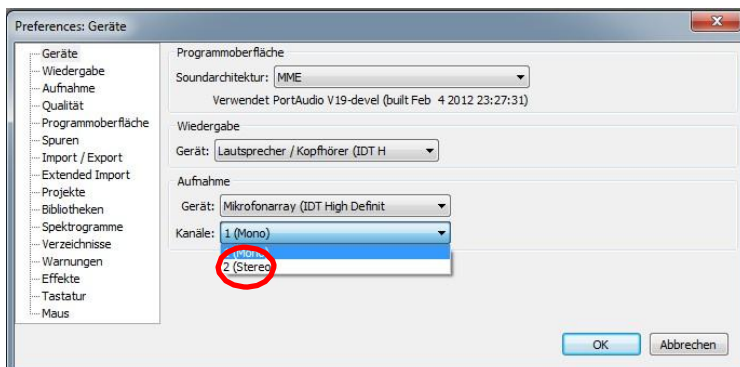 Preferences: Geräte
Geräte
Wiedergabe
Aufnahme
Qualität
Programmoberfläche
Spuren
Import / Export
Extended Import
Projekte
Bibliotheken
Spektrogramme
Verzeichnisse
Warnungen
Effekte
Tastatur
Maus
Programmoberfläche
Soundarchitektur: MME
Verwendet PortAudio V19-devel (built Feb 4 2012 23:27:31)
Wiedergabe
Gerät: Lautsprecher / Kopfhörer (IDT H
Aufnahme
Gerät: Mikrofonarray (IDT High Definit
Kanäle: 1 (Mono)
(Mono)
2 (Stereo)
OK Abbrechen